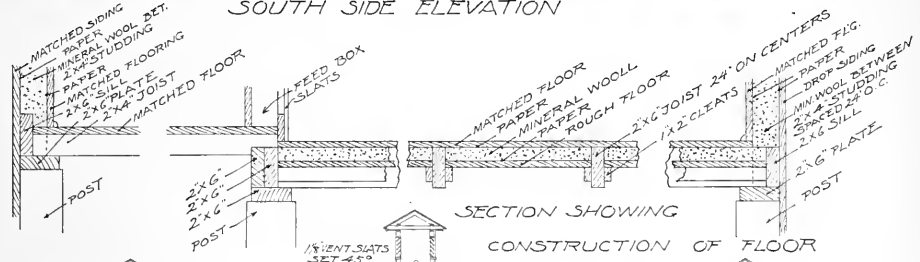 SOUTH SIDE ELEVATION
MATCHED SIDING
PAPER
MINERAL WOOL BET.
2"X4" STUDDING
PAPER
MATCHED FLOORING
2"X6" SILL
2"X6" PLATE
2"X4" JOIST
MATCHED FLOOR
POST
FEED BOX
SLATS
2"X6"
2"X6"
2"X6"
POST
MATCHED FLOOR
PAPER
MINERAL WOOLL
PAPER
ROUGH FLOOR
2"X6" JOIST 24" ON CENTERS
1"X2" CLEATS
MATCHED FL'G.
PAPER
DROP SIDING
MIN. WOOL BETWEEN
2"X4" STUDDING
SPACED 24" O.C.
2X6 SILL
2"X6" PLATE
POST
VENT SLATS
SET 45°
SECTION SHOWING
CONSTRUCTION OF FLOOR